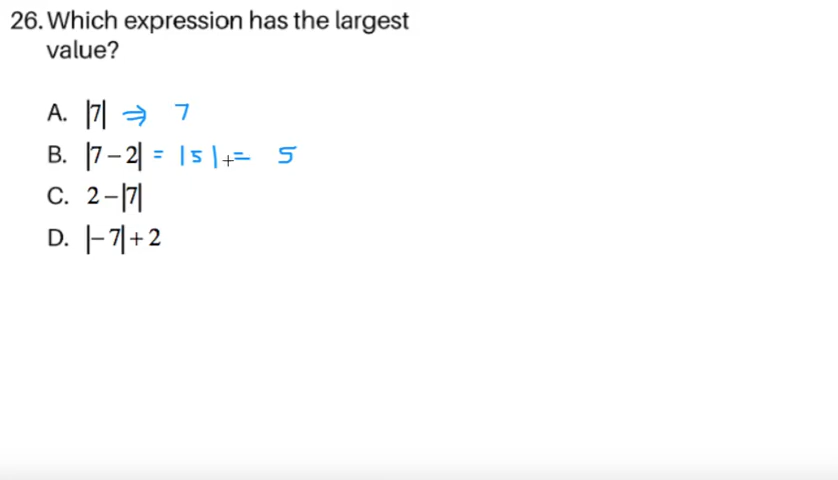 26. Which expression has the largest
value?
A. |7| ⇒ 7
B. |7 – 2| = |5| = 5
C. 2 – |7|
D. |– 7| + 2